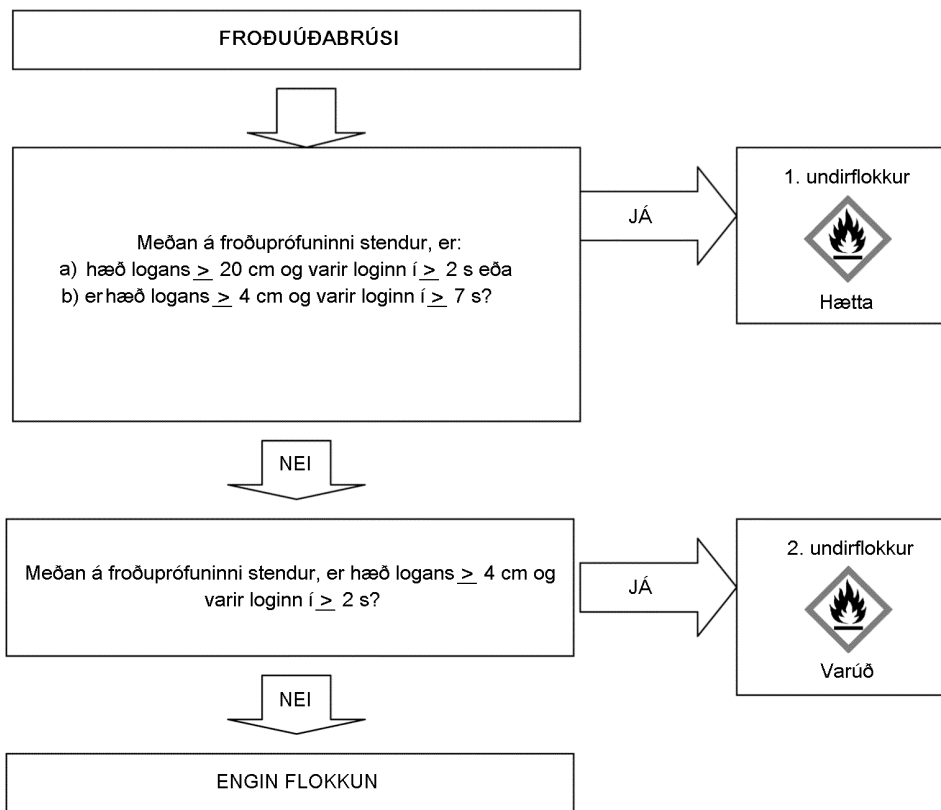 FROÐUÚÐABRÚSI
Meðan á froðuprófuninni stendur, er:
a) hæð logans ≥ 20 cm og varir loginn í ≥ 2 s eða
b) er hæð logans ≥ 4 cm og varir loginn í ≥ 7 s?
JÁ
1. undirflokkur
Hætta
NEI
Meðan á froðuprófuninni stendur, er hæð logans ≥ 4 cm og
varir loginn í ≥ 2 s?
JÁ
2. undirflokkur
Varúð
NEI
ENGIN FLOKKUN